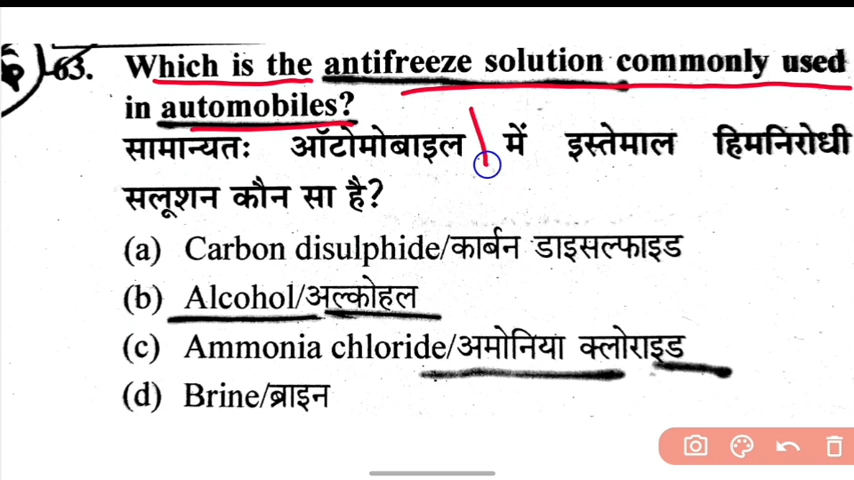 63. Which is the antifreeze solution commonly used
in automobiles?
सामान्यतः ऑटोमोबाइल में इस्तेमाल हिमनिरोधी
सलूशन कौन सा है?
(a) Carbon disulphide/कार्बन डाइसल्फाइड
(b) Alcohol/अल्कोहल
(c) Ammonia chloride/अमोनिया क्लोराइड
(d) Brine/ब्राइन